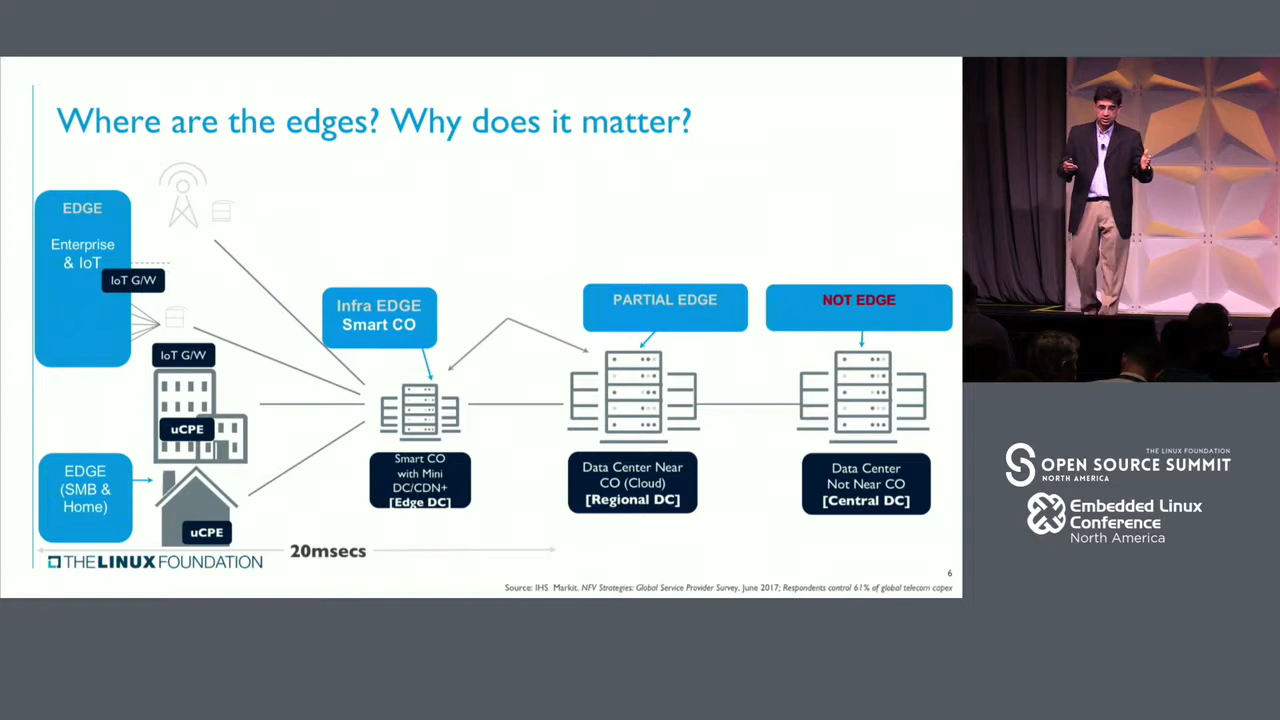 Where are the edges? Why does it matter?
EDGE
Enterprise
& IoT
IoT G/W
IoT G/W
uCPE
EDGE
(SMB &
Home)
uCPE
Infra EDGE
Smart CO
PARTIAL EDGE
NOT EDGE
Smart CO
with Mini
DC/CDN+
[Edge DC]
Data Center Near
CO (Cloud)
[Regional DC]
Data Center
Not Near CO
[Central DC]
20msecs
THE LINUX FOUNDATION
6
Source: IHS Markit, NFV Strategies: Global Service Provider Survey, June 2017; Respondents control 61% of global telecom capex
THE LINUX FOUNDATION
OPEN SOURCE SUMMIT
NORTH AMERICA
Embedded Linux
Conference
North America